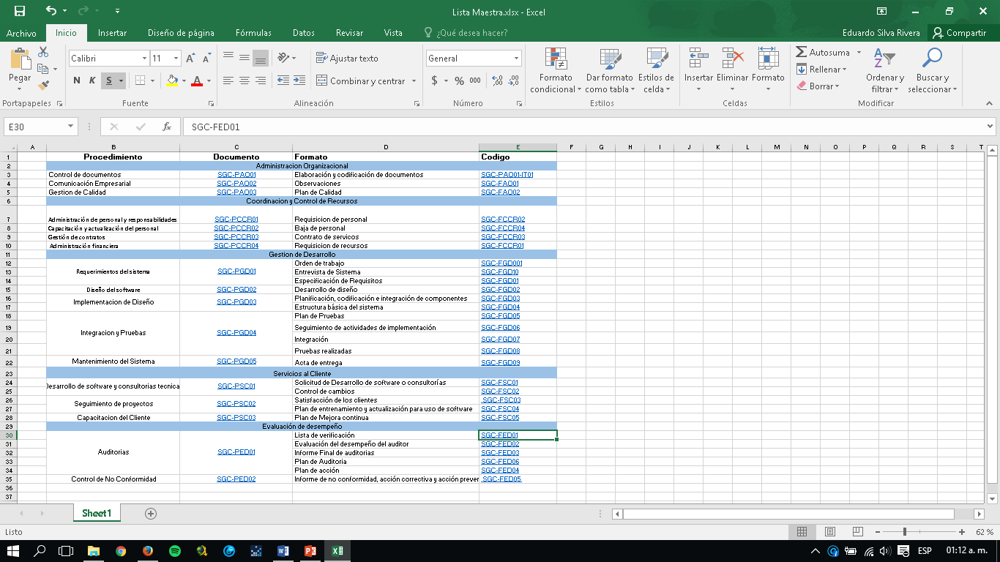 Lista Maestra.xlsx - Excel
Archivo Inicio Insertar Diseño de página Fórmulas Datos Revisar Vista ¿Qué desea hacer? Eduardo Silva Rivera Compartir
Pegar
Calibri 11
N K S
Ajustar texto
Combinar y centrar
General
$ % 000
Formato condicional
Dar formato como tabla
Estilos de celda
Insertar Eliminar Formato
Autosuma
Rellenar
Borrar
Ordenar y filtrar
Buscar y seleccionar
Portapapeles Fuente Alineación Número Estilos Celdas Modificar
E30 fx SGC-FED01
A B C D E F G H I J K L M N O P Q R S T
1 Procedimiento Documento Formato Codigo
2 Administracion Organizacional
3 Control de documentos SGC-PAO01 Elaboración y codificación de documentos SGC-PAO01-IT01
4 Comunicación Empresarial SGC-PAO02 Observaciones SGC-FAO01
5 Gestion de Calidad SGC-PAO03 Plan de Calidad SGC-FAO02
6 Coordinacion y Control de Recursos
7 Administración de personal y responsabilidades SGC-PCCR01 Requisicion de personal SGC-FCCR02
8 Capacitación y actualización del personal SGC-PCCR02 Baja de personal SGC-FCCR04
9 Gestión de contratos SGC-PCCR03 Contrato de servicios SGC-FCCR03
10 Administración financiera SGC-PCCR04 Requisicion de recursos SGC-FCCR01
11 Gestion de Desarrollo
12 Orden de trabajo SGC-FGD001
13 Requerimientos del sistema SGC-PGD01 Entrevista de Sistema SGC-FGD10
14 Especificación de Requisitos SGC-FGD01
15 Diseño del software SGC-PGD02 Desarrollo de diseño SGC-FGD02
16 Implementacion de Diseño SGC-PGD03 Planificación, codificación e integración de componentes SGC-FGD03
17 Estructura básica del sistema SGC-FGD04
18 Plan de Pruebas SGC-FGD05
19 Integracion y Pruebas SGC-PGD04 Seguimiento de actividades de implementación SGC-FGD06
20 Integración SGC-FGD07
21 Pruebas realizadas SGC-FGD08
22 Mantenimiento del Sistema SGC-PGD05 Acta de entrega SGC-FGD09
23 Servicios al Cliente
24 Desarrollo de software y consultorias tecnica SGC-PSC01 Solicitud de Desarrollo de software o consultorías SGC-FSC01
25 Control de cambios SGC-FSC02
26 Seguimiento de proyectos SGC-PSC02 Satisfacción de los clientes SGC-FSC03
27 Plan de entrenamiento y actualización para uso de software SGC-FSC04
28 Capacitacion del Cliente SGC-PSC03 Plan de Mejora continua SGC-FSC05
29 Evaluación de desempeño
30 Lista de verificación SGC-FED01
31 Evaluación del desempeño del auditor SGC-FED02
32 Auditorias SGC-PED01 Informe Final de auditorias SGC-FED03
33 Plan de Auditoria SGC-FED06
34 Plan de acción SGC-FED04
35 Control de No Conformidad SGC-PED02 Informe de no conformidad, acción correctiva y acción preven SGC-FED05
36
37
Sheet1
Listo 62 %
ESP 01:12 a. m.